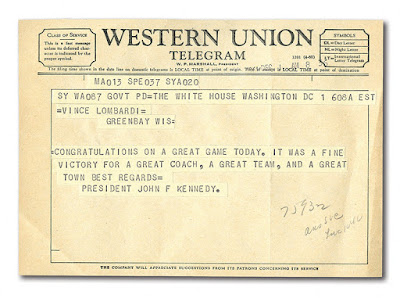 CLASS OF SERVICE
This is a fast message
unless its deferred character is indicated by the
proper symbol.
WESTERN UNION
TELEGRAM
W. P. MARSHALL, PRESIDENT
SYMBOLS
DL=Day Letter
NL=Night Letter
LT=International Letter Telegram
The filing time shown in the date line on domestic telegrams is LOCAL TIME at point of origin. Time of receipt is LOCAL TIME at point of destination
MA013 SPE037 SYA020
SY WA087 GOVT PD=THE WHITE HOUSE WASHINGTON DC 1 608A EST
=VINCE LOMBARDI=
GREENBAY WIS=
CONGRATULATIONS ON A GREAT GAME TODAY. IT WAS A FINE
VICTORY FOR A GREAT COACH, A GREAT TEAM, AND A GREAT
TOWN BEST REGARDS=
PRESIDENT JOHN F KENNEDY.
THE COMPANY WILL APPRECIATE SUGGESTIONS FROM ITS PATRONS CONCERNING ITS SERVICE